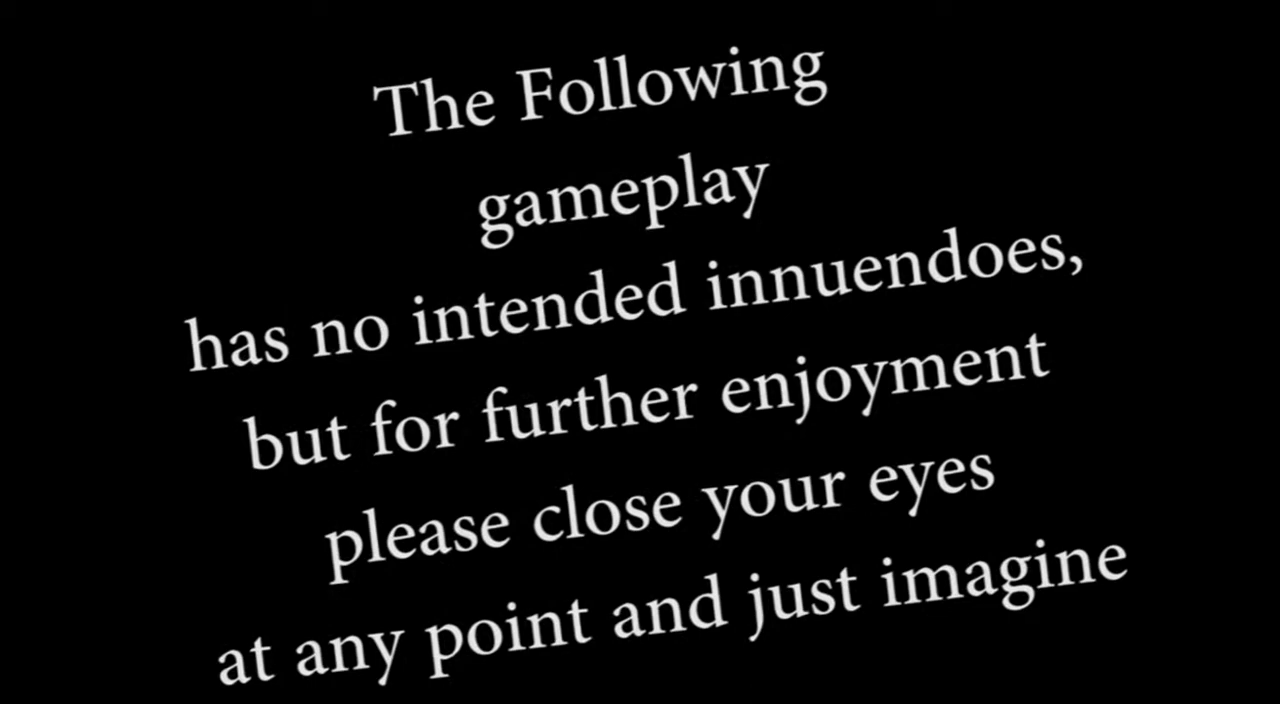 The Following
gameplay
has no intended innuendoes,
but for further enjoyment
please close your eyes
at any point and just imagine